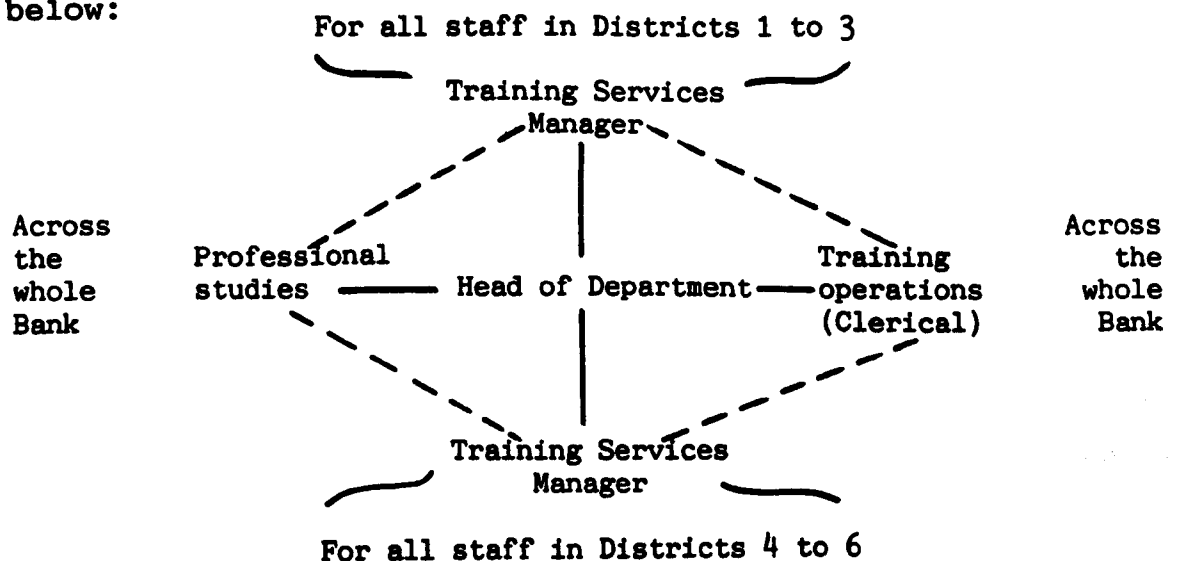 below:
For all staff in Districts 1 to 3
Training Services
Manager
Across
the
whole
Bank
Professional
studies
Head of Department
Training
operations
(Clerical)
Across
the
whole
Bank
Training Services
Manager
For all staff in Districts 4 to 6